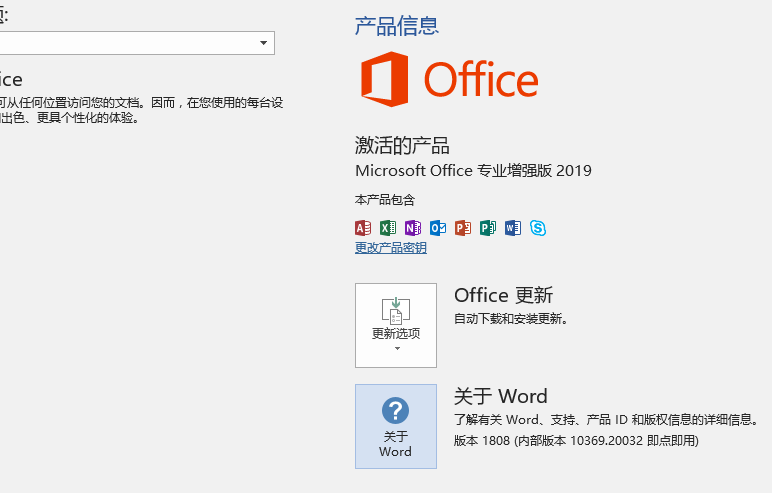 产品信息
Office
激活的产品
Microsoft Office 专业增强版 2019
本产品包含
更改产品密钥
可从任何位置访问您的文档。因而，在您使用的每台设
出色、更具个性化的体验。
更新选项
Office 更新
自动下载和安装更新。
关于
Word
关于 Word
了解有关 Word、支持、产品 ID 和版权信息的详细信息。
版本 1808 (内部版本 10369.20032 即点即用)